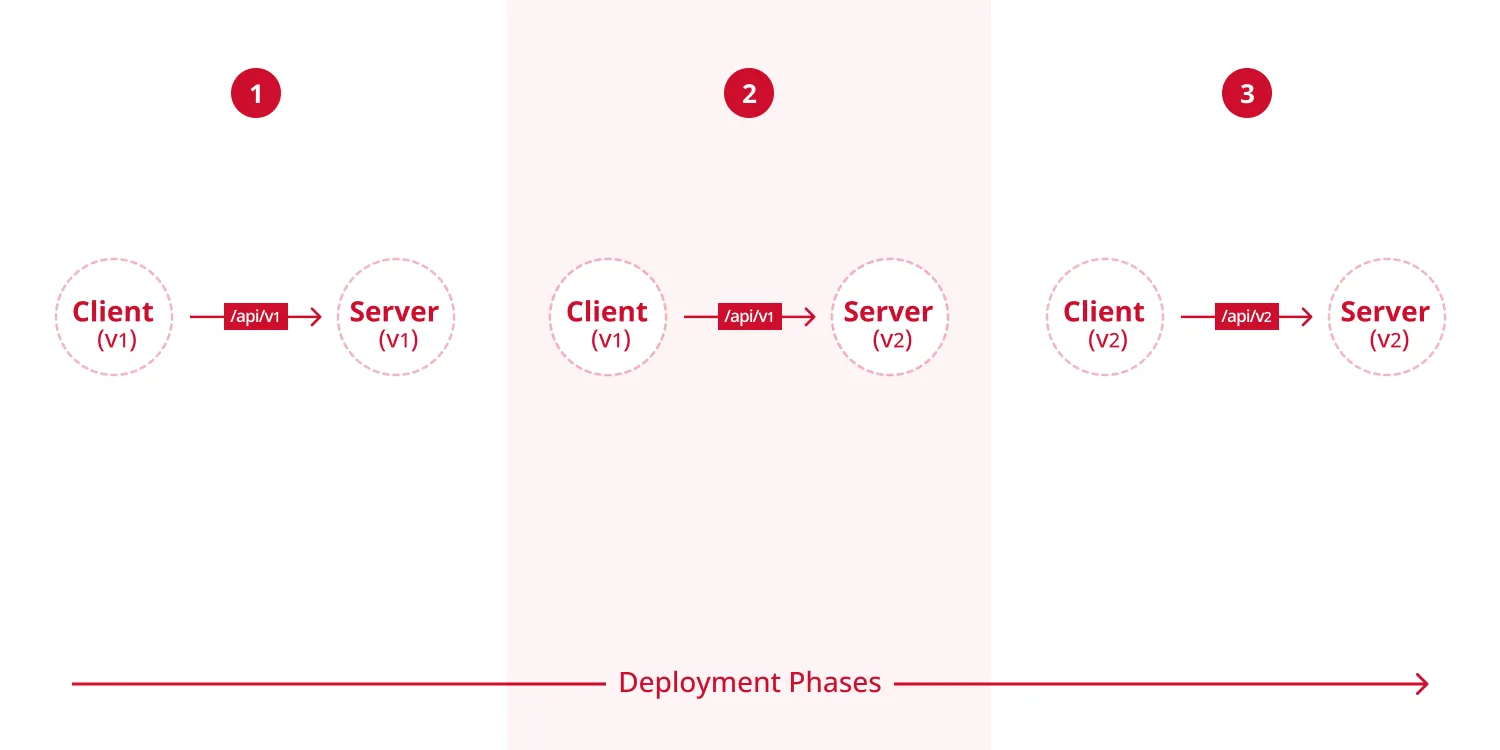 1
2
3
Client
(v1)
/api/v1
Server
(v1)
Client
(v1)
/api/v1
Server
(v2)
Client
(v2)
/api/v2
Server
(v2)
Deployment Phases